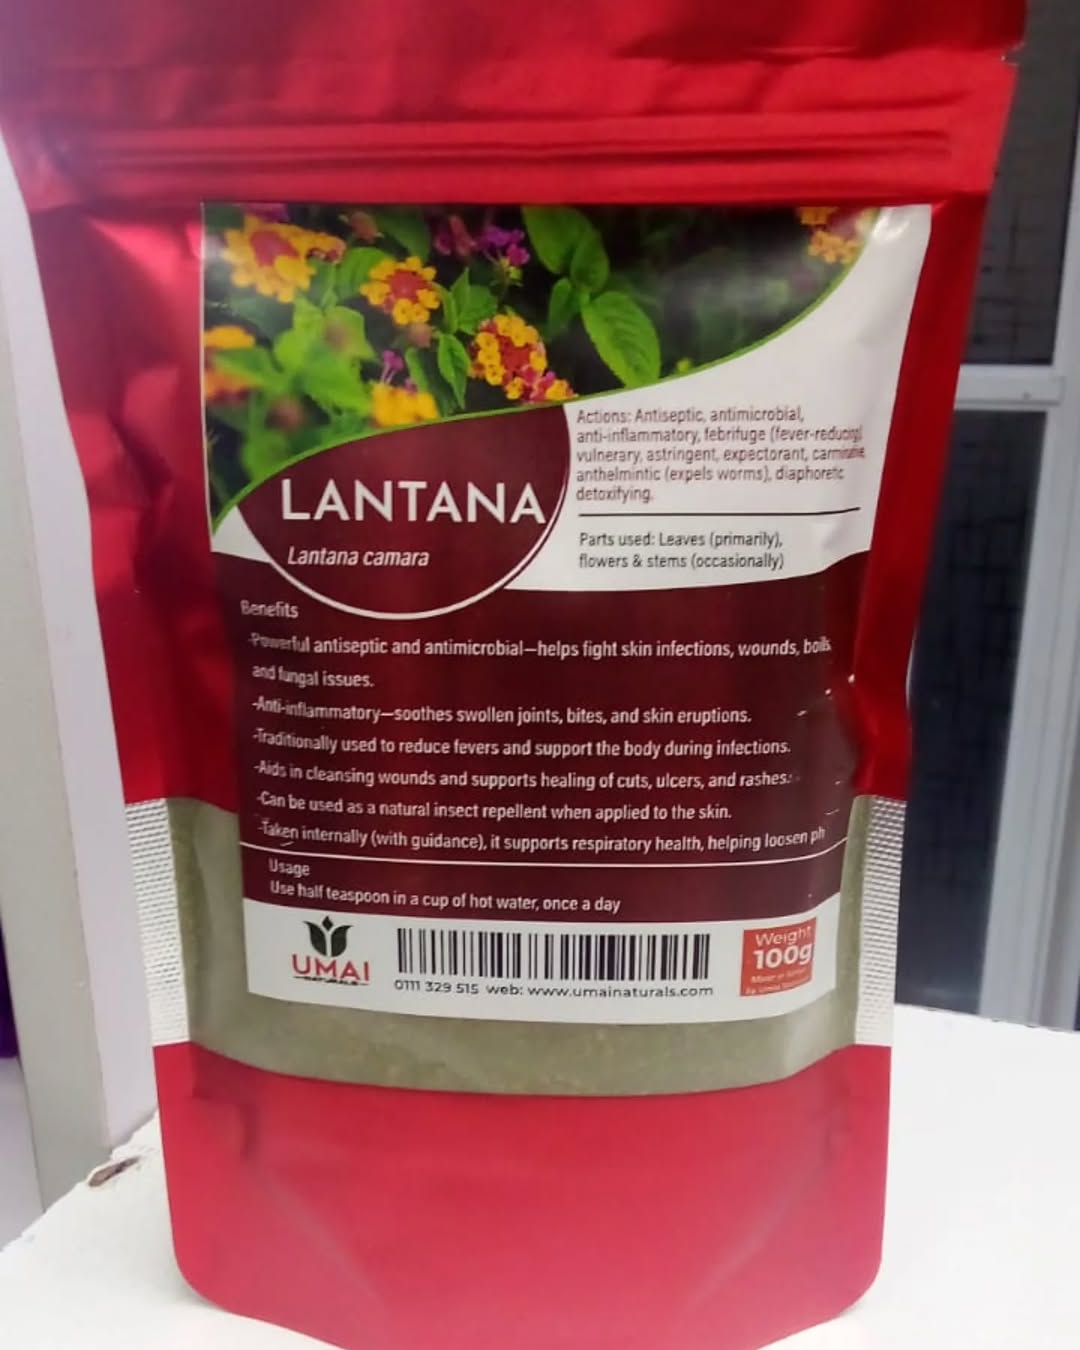 Actions: Antiseptic, antimicrobial,
anti-inflammatory, febrifuge (fever-reducing)
vulnerary, astringent, expectorant, carminative,
anthelmintic (expels worms), diaphoretic
detoxifying.
LANTANA
Lantana camara
Parts used: Leaves (primarily),
flowers & stems (occasionally)
Benefits
-Powerful antiseptic and antimicrobial—helps fight skin infections, wounds, boils
and fungal issues.
-Anti-inflammatory—soothes swollen joints, bites, and skin eruptions.
-Traditionally used to reduce fevers and support the body during infections.
-Aids in cleansing wounds and supports healing of cuts, ulcers, and rashes.
-Can be used as a natural insect repellent when applied to the skin.
-Taken internally (with guidance), it supports respiratory health, helping loosen ph
Usage
Use half teaspoon in a cup of hot water, once a day
UMAI
NATURALS
0111 329 515 web: www.umainaturals.com
Weight
100g